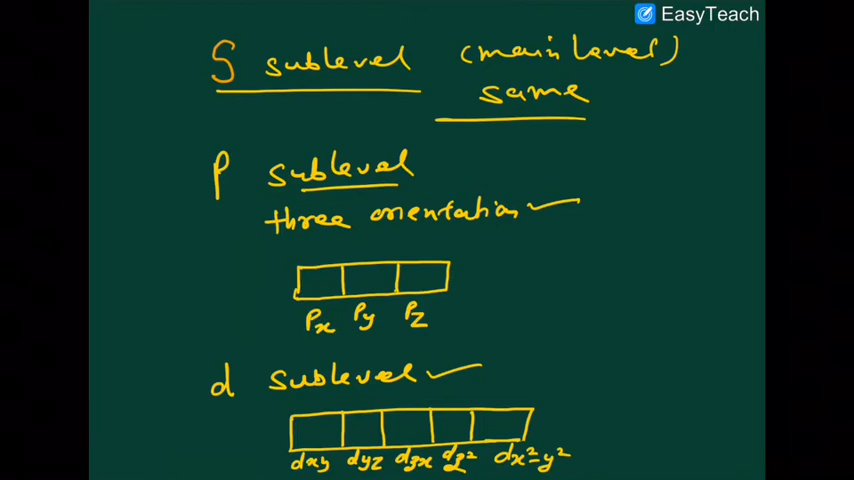 EasyTeach
S sublevel (main level)
same
p sublevel
three orientation
Px Py Pz
d sublevel
dxy dyz dzx dz² dx²-y²